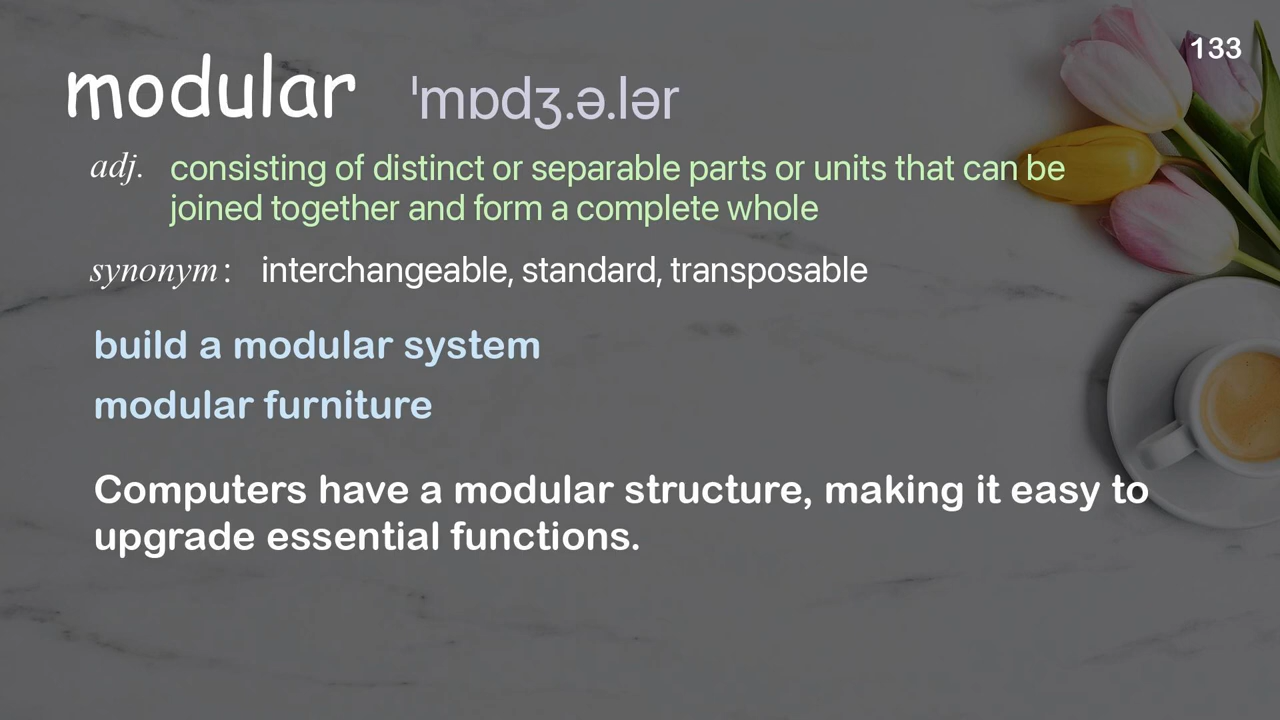 133
modular ˈmɒdʒ.ə.lər
adj. consisting of distinct or separable parts or units that can be
joined together and form a complete whole
synonym: interchangeable, standard, transposable
build a modular system
modular furniture
Computers have a modular structure, making it easy to
upgrade essential functions.